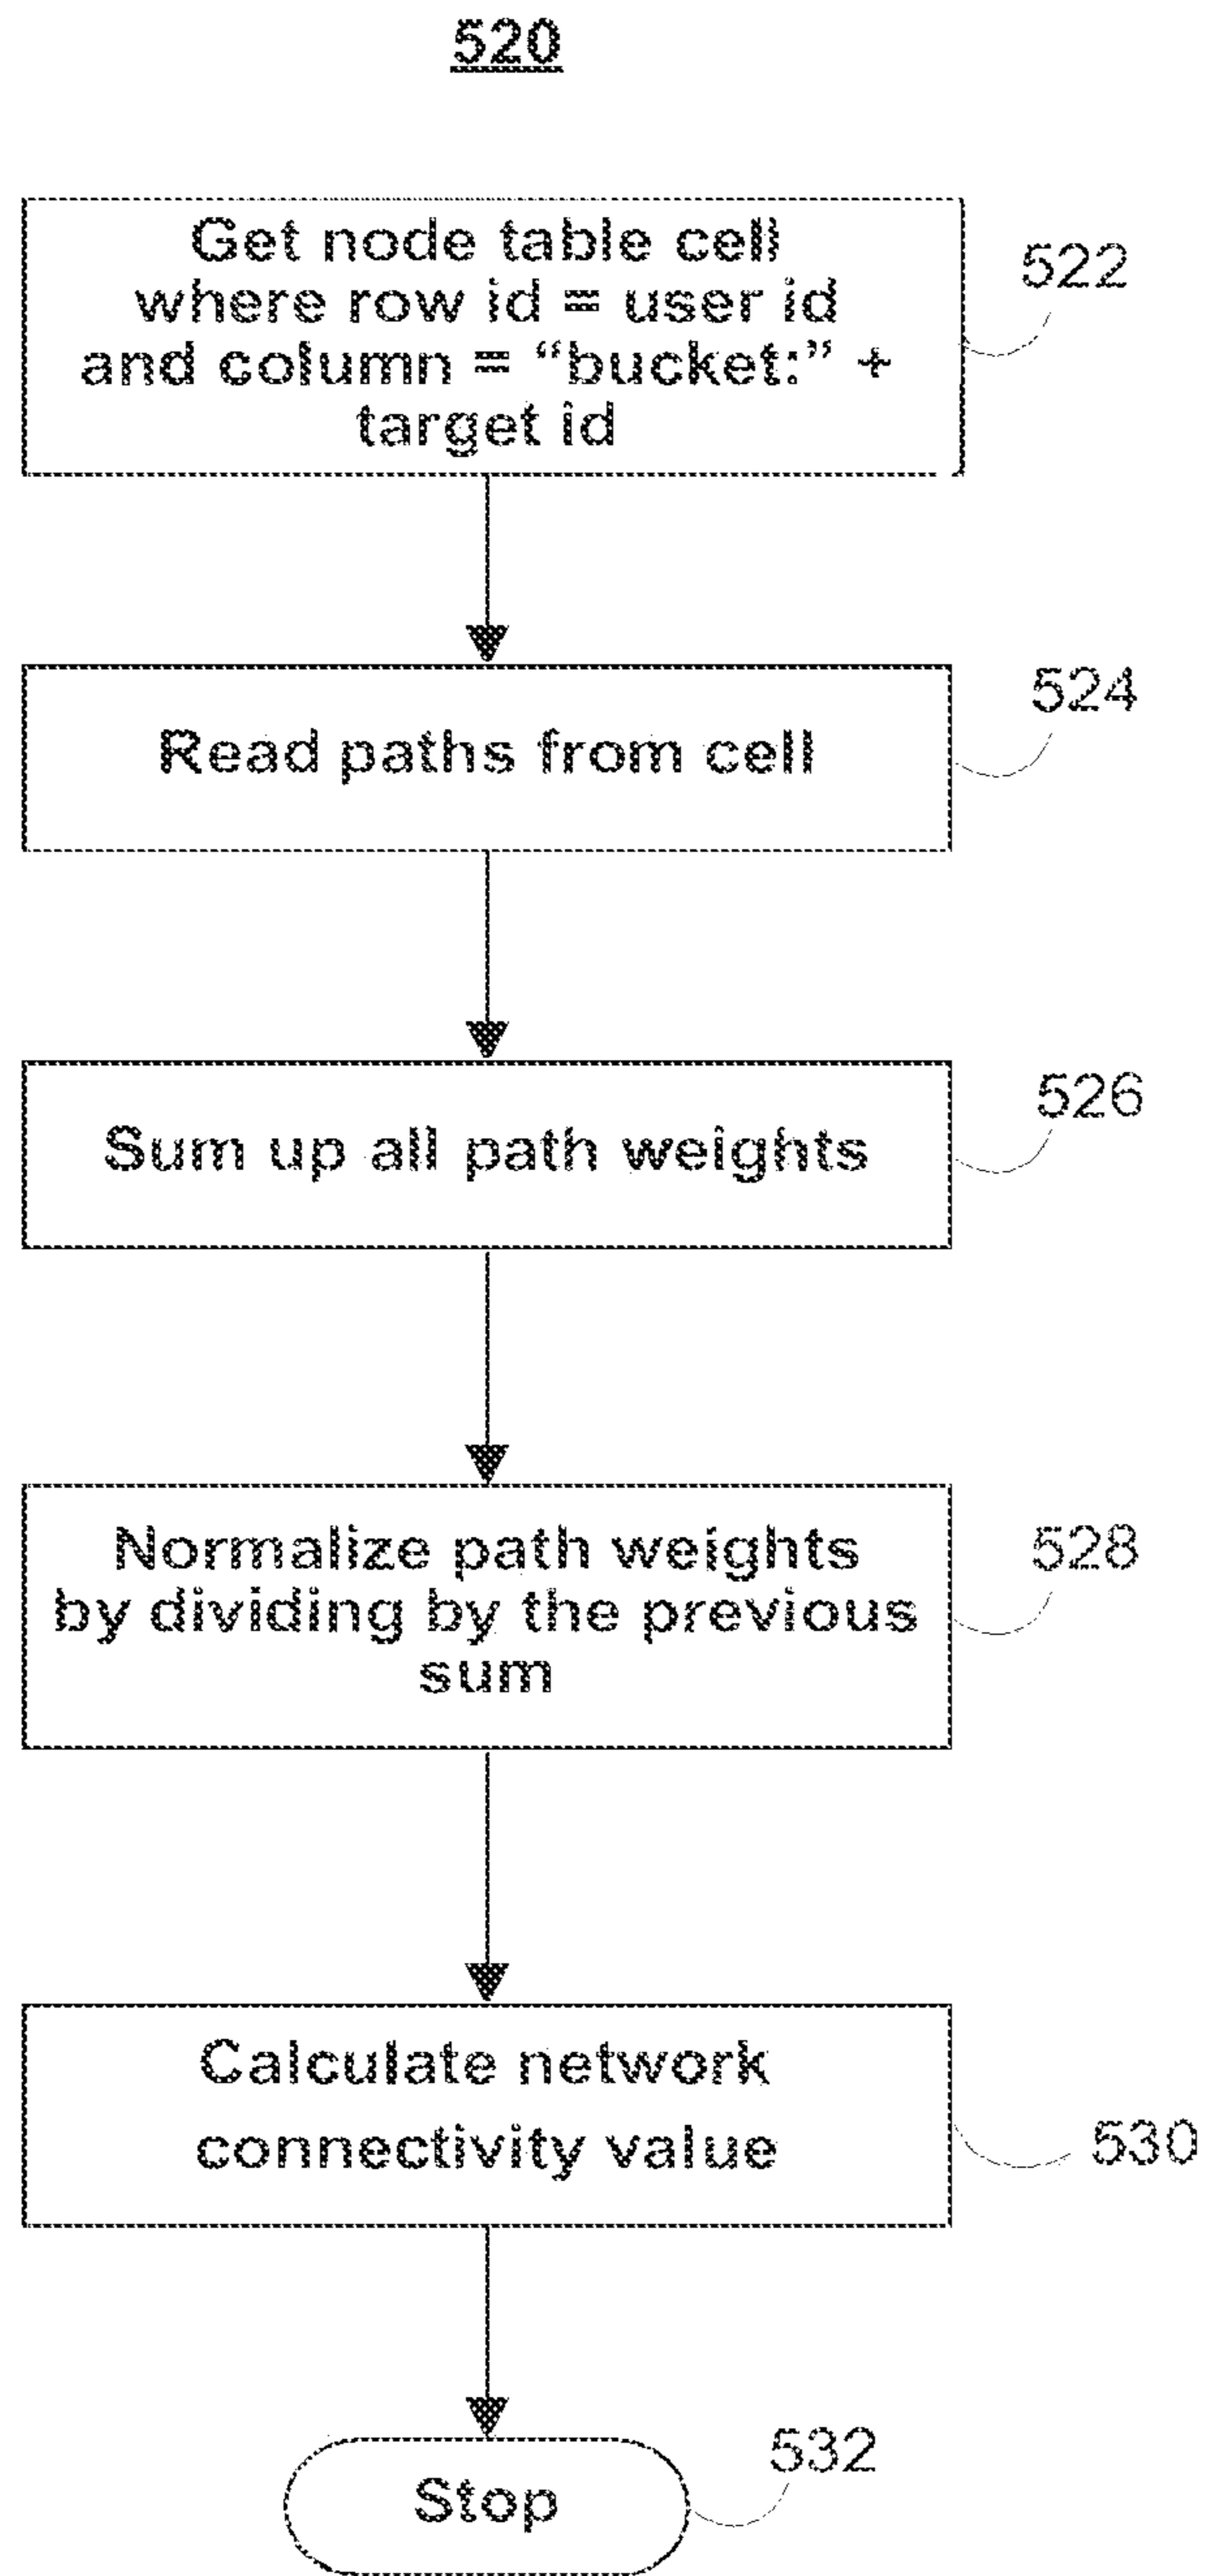 520
Get node table cell
where row id = user id
and column = “bucket:” +
target id
522
Read paths from cell
524
Sum up all path weights
526
Normalize path weights
by dividing by the previous
sum
528
Calculate network
connectivity value
530
Stop
532